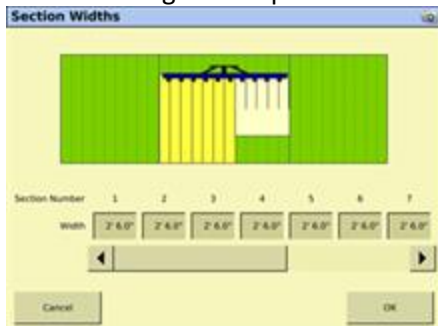 Section Widths
Section Number 1 2 3 4 5 6 7
Width 2' 6.0" 2' 6.0" 2' 6.0" 2' 6.0" 2' 6.0" 2' 6.0" 2' 6.0"
Cancel OK